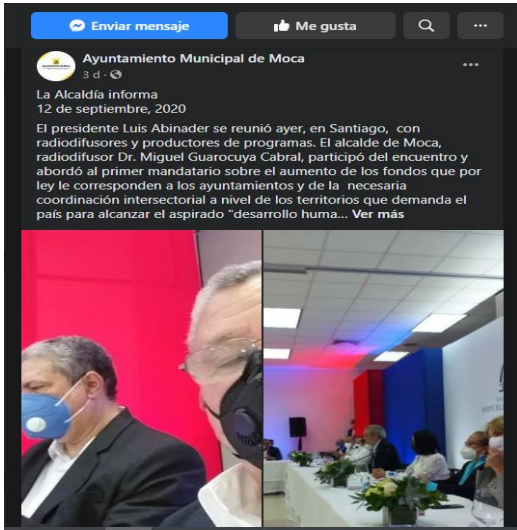 Enviar mensaje
Me gusta
Ayuntamiento Municipal de Moca
3 d ·
La Alcaldía informa
12 de septiembre, 2020
El presidente Luis Abinader se reunió ayer, en Santiago, con
radiodifusores y productores de programas. El alcalde de Moca,
radiodifusor Dr. Miguel Guarocuya Cabral, participó del encuentro y
abordó al primer mandatario sobre el aumento de los fondos que por
ley le corresponden a los ayuntamientos y de la necesaria
coordinación intersectorial a nivel de los territorios que demanda el
país para alcanzar el aspirado "desarrollo huma... Ver más